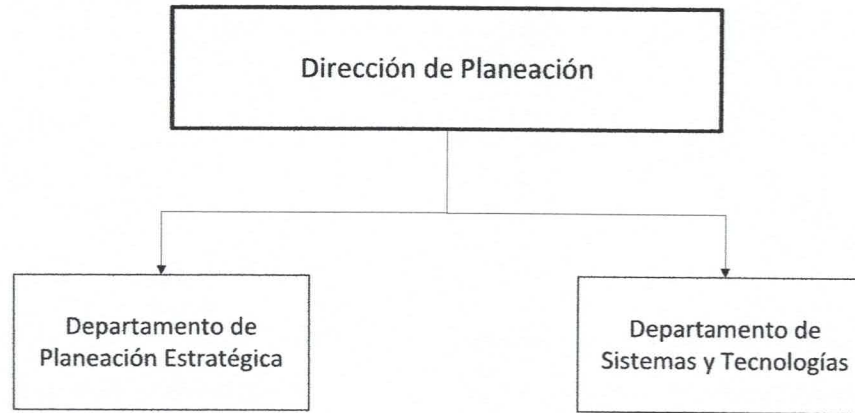 Dirección de Planeación
Departamento de
Planeación Estratégica
Departamento de
Sistemas y Tecnologías